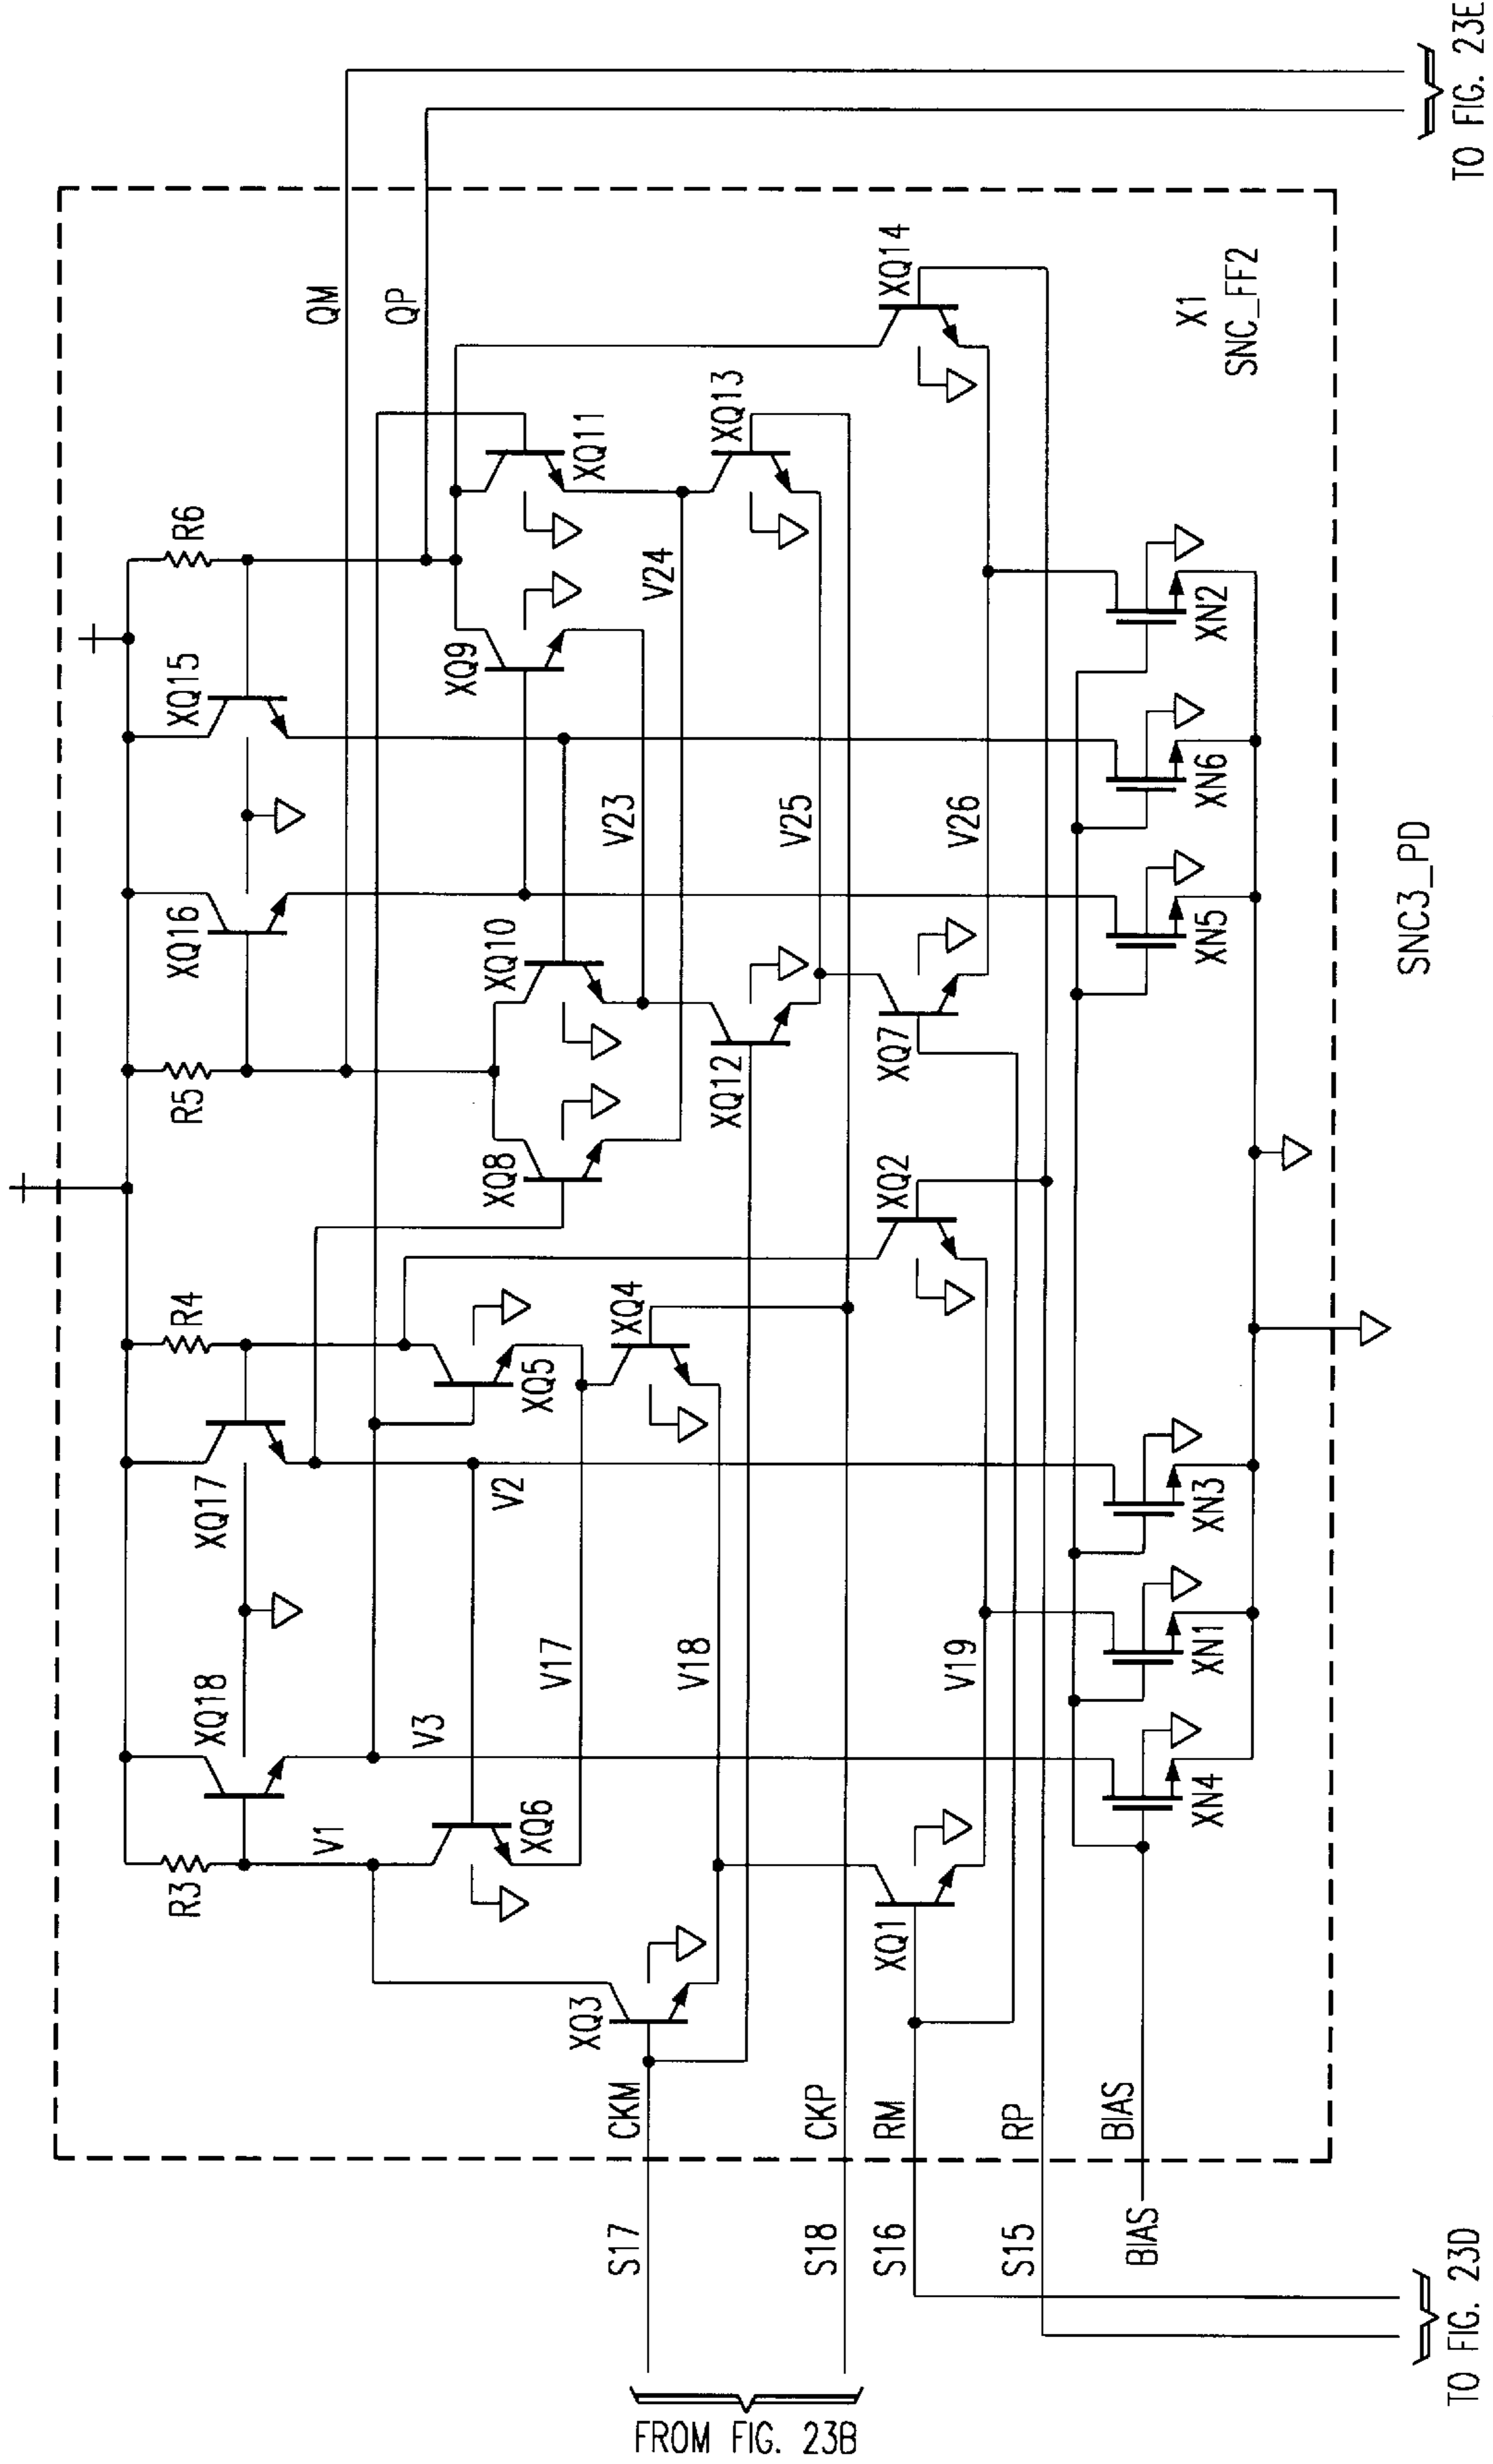 TO FIG. 23E
QM
QP
R3
XQ18
XQ17
R4
R5
XQ16
XQ15
R6
V1
V3
V2
XQ6
XQ5
XQ8
XQ10
XQ9
XQ11
V17
V23
V24
XQ3
XQ4
XQ12
XQ13
CKM
S17
V18
V25
CKP
S18
XQ1
XQ2
XQ7
XQ14
RM
S16
V19
V26
RP
S15
BIAS
BIAS
XN4
XN1
XN3
XN5
XN6
XN2
X1
SNC_FF2
SNC3_PD
FROM FIG. 23B
TO FIG. 23D